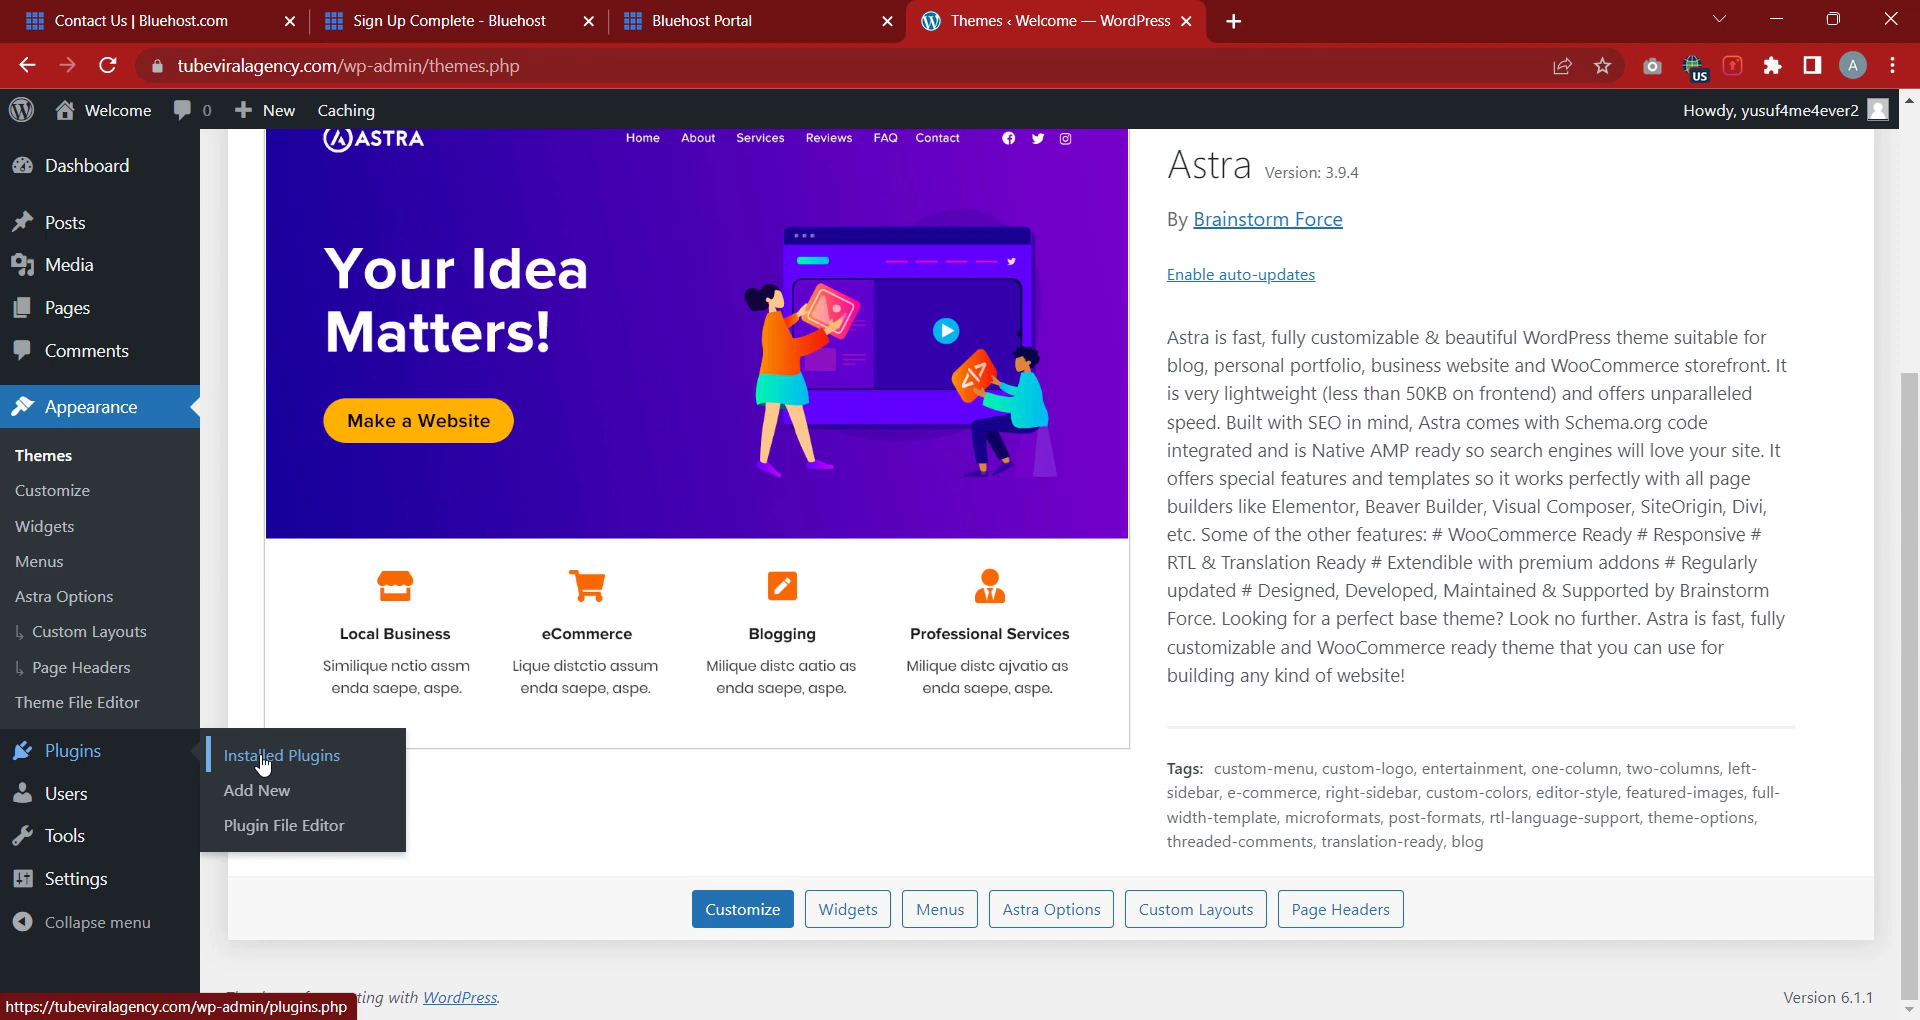 Contact Us | Bluehost.com
Sign Up Complete - Bluehost
Bluehost Portal
Themes ‹ Welcome — WordPress
tubeviralagency.com/wp-admin/themes.php
US
A
Welcome
0
New
Caching
Howdy, yusuf4me4ever2
Dashboard
Posts
Media
Pages
Comments
Appearance
Themes
Customize
Widgets
Menus
Astra Options
Custom Layouts
Page Headers
Theme File Editor
Plugins
Users
Tools
Settings
Collapse menu
Installed Plugins
Add New
Plugin File Editor
ASTRA
Home
About
Services
Reviews
FAQ
Contact
Your Idea
Matters!
Make a Website
Local Business
Similique nctio assm
enda saepe, aspe.
eCommerce
Lique distctio assum
enda saepe, aspe.
Blogging
Milique distc aatio as
enda saepe, aspe.
Professional Services
Milique distc ajvatio as
enda saepe, aspe.
Astra Version: 3.9.4
By Brainstorm Force
Enable auto-updates
Astra is fast, fully customizable & beautiful WordPress theme suitable for
blog, personal portfolio, business website and WooCommerce storefront. It
is very lightweight (less than 50KB on frontend) and offers unparalleled
speed. Built with SEO in mind, Astra comes with Schema.org code
integrated and is Native AMP ready so search engines will love your site. It
offers special features and templates so it works perfectly with all page
builders like Elementor, Beaver Builder, Visual Composer, SiteOrigin, Divi,
etc. Some of the other features: # WooCommerce Ready # Responsive #
RTL & Translation Ready # Extendible with premium addons # Regularly
updated # Designed, Developed, Maintained & Supported by Brainstorm
Force. Looking for a perfect base theme? Look no further. Astra is fast, fully
customizable and WooCommerce ready theme that you can use for
building any kind of website!
Tags: custom-menu, custom-logo, entertainment, one-column, two-columns, left-
sidebar, e-commerce, right-sidebar, custom-colors, editor-style, featured-images, full-
width-template, microformats, post-formats, rtl-language-support, theme-options,
threaded-comments, translation-ready, blog
Customize
Widgets
Menus
Astra Options
Custom Layouts
Page Headers
ting with WordPress.
Version 6.1.1
https://tubeviralagency.com/wp-admin/plugins.php